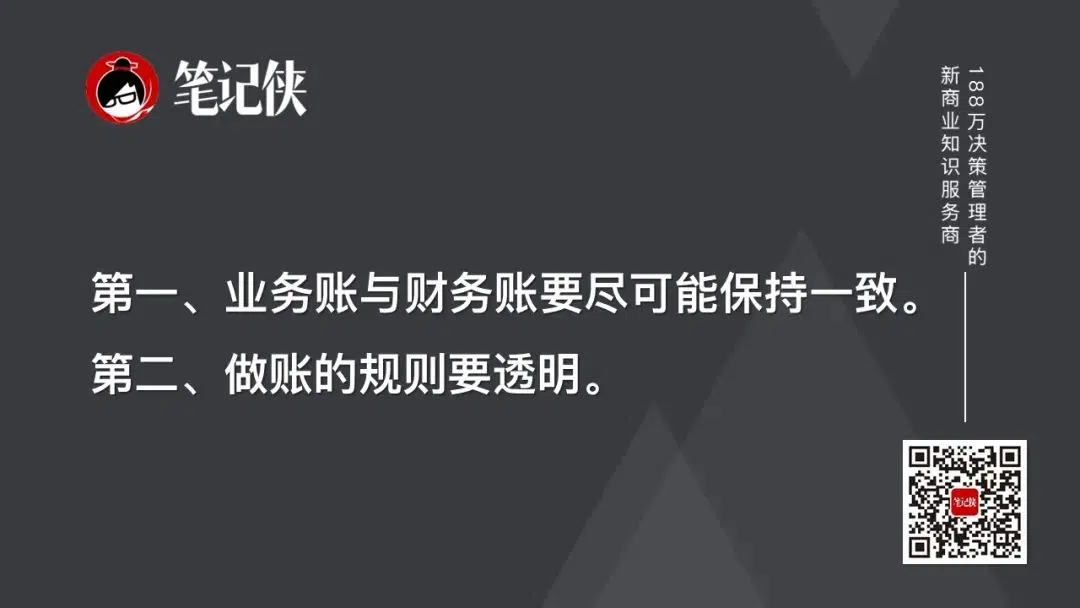 笔记侠
188万决策管理者的
新商业知识服务商
第一、业务账与财务账要尽可能保持一致。
第二、做账的规则要透明。
笔记侠